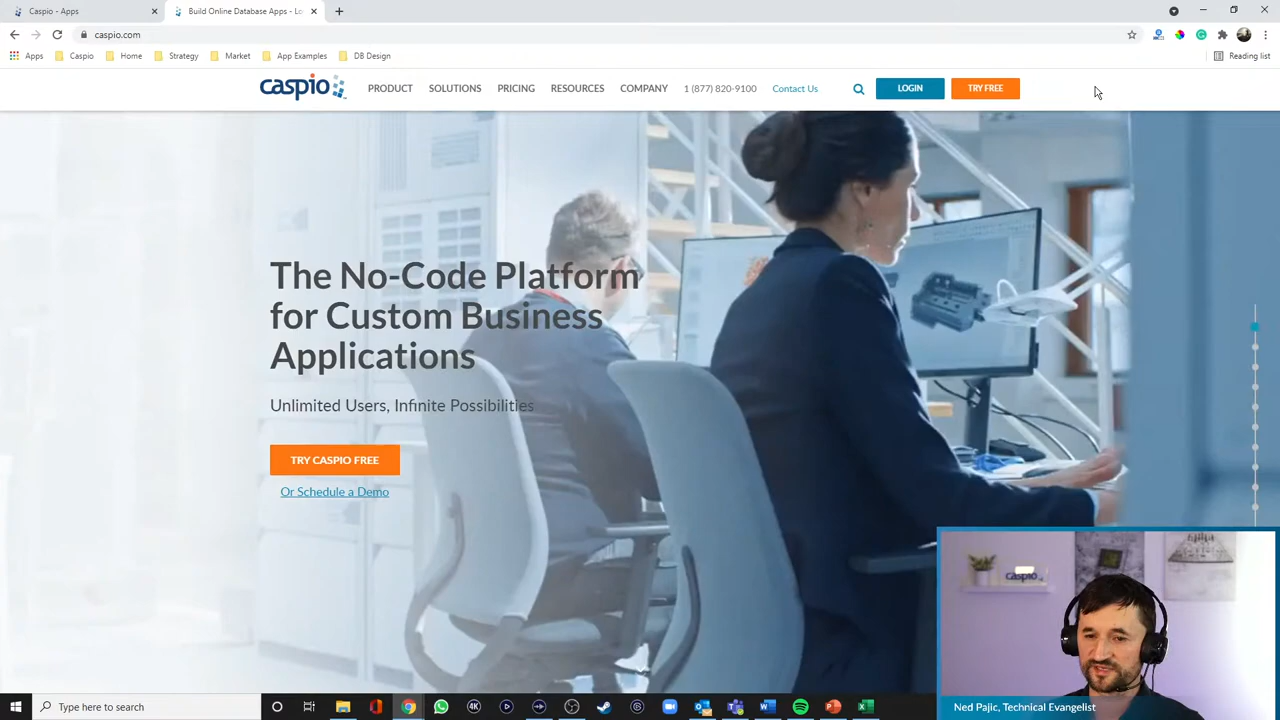 Caspio - Apps
Build Online Database Apps - Lo
caspio.com
Apps
Caspio
Home
Strategy
Market
App Examples
DB Design
Reading list
caspio
PRODUCT
SOLUTIONS
PRICING
RESOURCES
COMPANY
1 (877) 820-9100
Contact Us
LOGIN
TRY FREE
The No-Code Platform
for Custom Business
Applications
Unlimited Users, Infinite Possibilities
TRY CASPIO FREE
Or Schedule a Demo
caspio
Ned Pajic, Technical Evangelist
Type here to search
4K